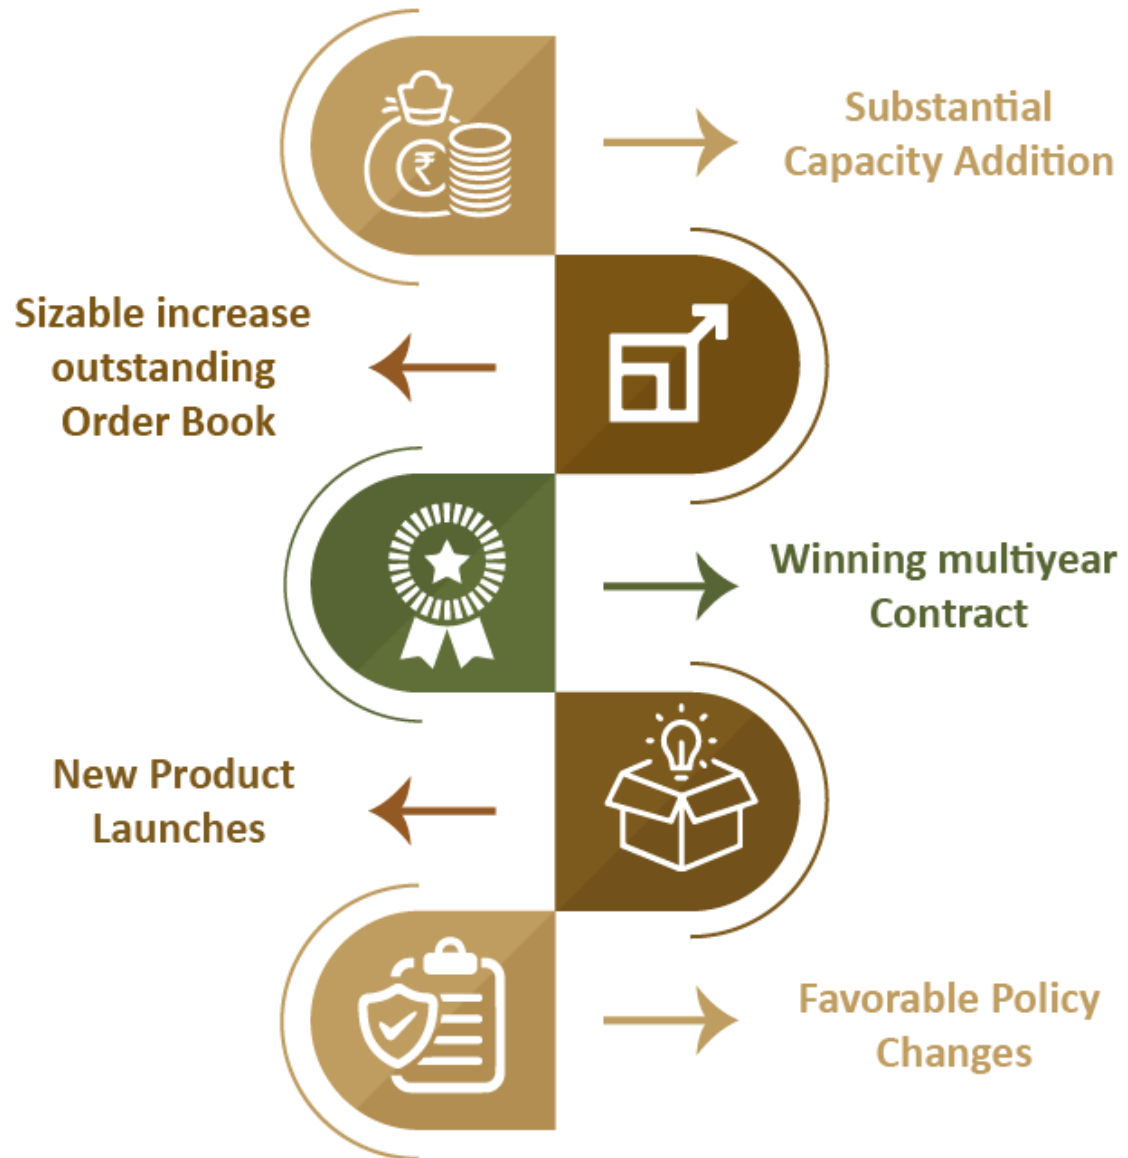 ₹
Substantial
Capacity Addition
Sizable increase
outstanding
Order Book
Winning multiyear
Contract
New Product
Launches
Favorable Policy
Changes